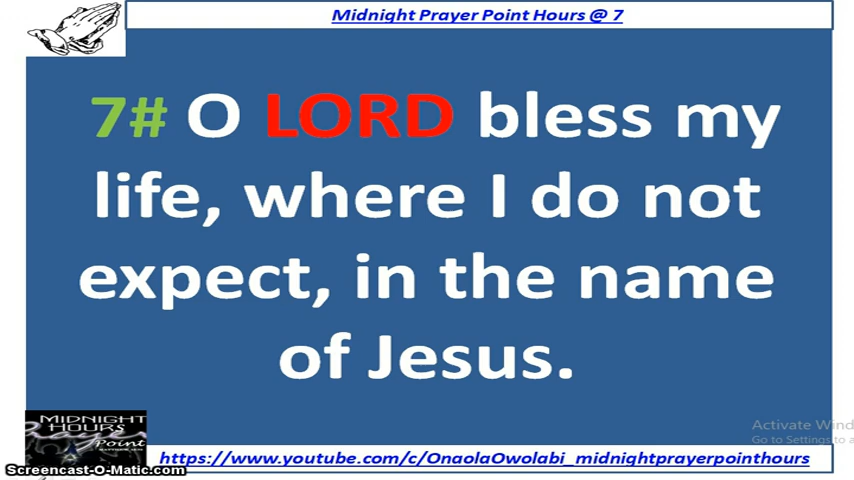 Midnight Prayer Point Hours @ 7
7# O LORD bless my
life, where I do not
expect, in the name
of Jesus.
MIDNIGHT
HOURS
Prayer
Point
Activate Wind
Go to Settings to a
https://www.youtube.com/c/OnaolaOwolabi_midnightprayerpointhours
Screencast-O-Matic.com